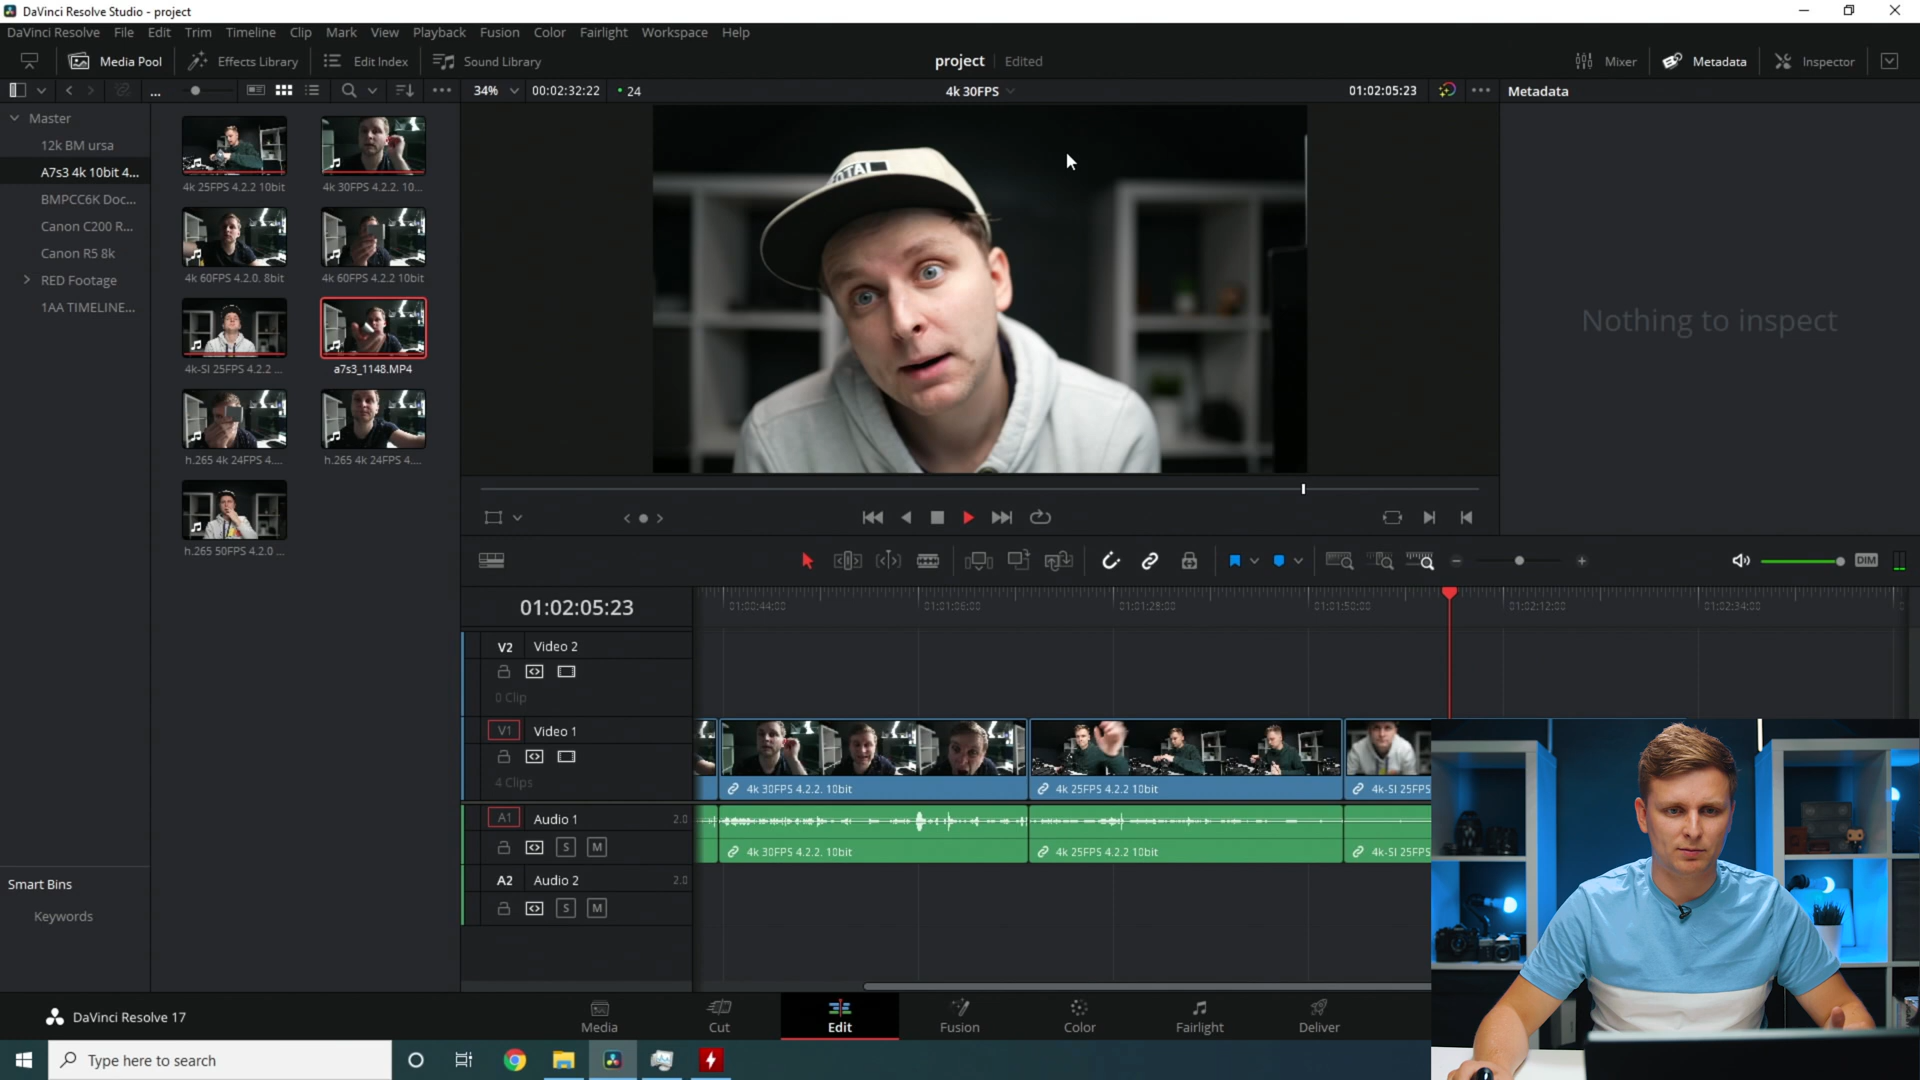 DaVinci Resolve Studio - project
DaVinci Resolve File Edit Trim Timeline Clip Mark View Playback Fusion Color Fairlight Workspace Help
Media Pool Effects Library Edit Index Sound Library project Edited Mixer Metadata Inspector
... 34% 00:02:32:22 24 4k 30FPS 01:02:05:23 Metadata
Master
12k BM ursa
A7s3 4k 10bit 4...
BMPCC6K Doc...
Canon C200 R...
Canon R5 8k
RED Footage
1AA TIMELINE...
4k 25FPS 4.2.2 10bit
4k 30FPS 4.2.2. 10...
4k 60FPS 4.2.0. 8bit
4k 60FPS 4.2.2 10bit
4k-SI 25FPS 4.2.2 ...
a7s3_1148.MP4
h.265 4k 24FPS 4....
h.265 4k 24FPS 4....
h.265 50FPS 4.2.0 ...
OTAL
Nothing to inspect
DIM
01:02:05:23
01:00:44:00 01:01:06:00 01:01:28:00 01:01:50:00 01:02:12:00 01:02:34:00
V2 Video 2
0 Clip
V1 Video 1
4 Clips
4k 30FPS 4.2.2. 10bit
4k 25FPS 4.2.2 10bit
4k-SI 25FPS
A1 Audio 1 2.0
S M
4k 30FPS 4.2.2. 10bit
4k 25FPS 4.2.2 10bit
4k-SI 25FPS
A2 Audio 2 2.0
S M
Smart Bins
Keywords
DaVinci Resolve 17
Media Cut Edit Fusion Color Fairlight Deliver
Type here to search